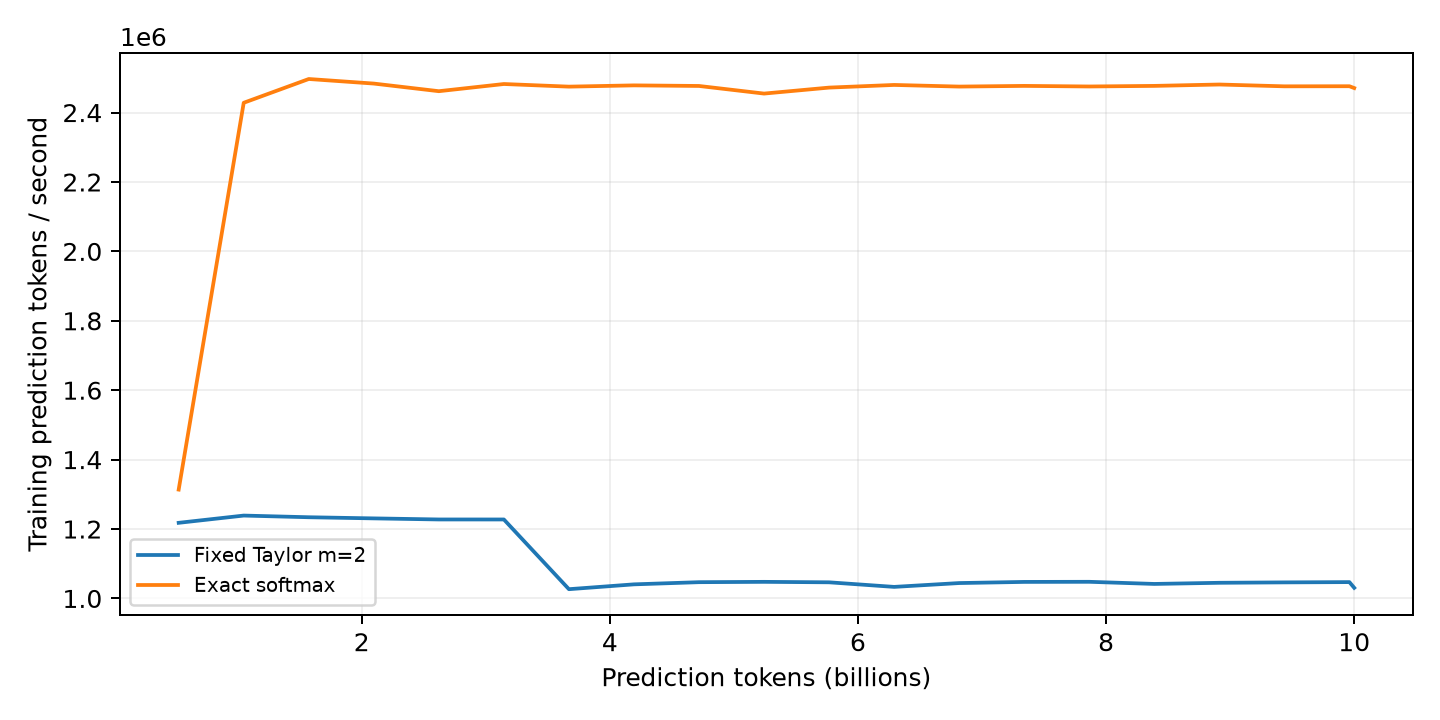 1e6
Training prediction tokens / second
2.4
2.2
2.0
1.8
1.6
1.4
1.2
1.0
Fixed Taylor m=2
Exact softmax
2
4
6
8
10
Prediction tokens (billions)